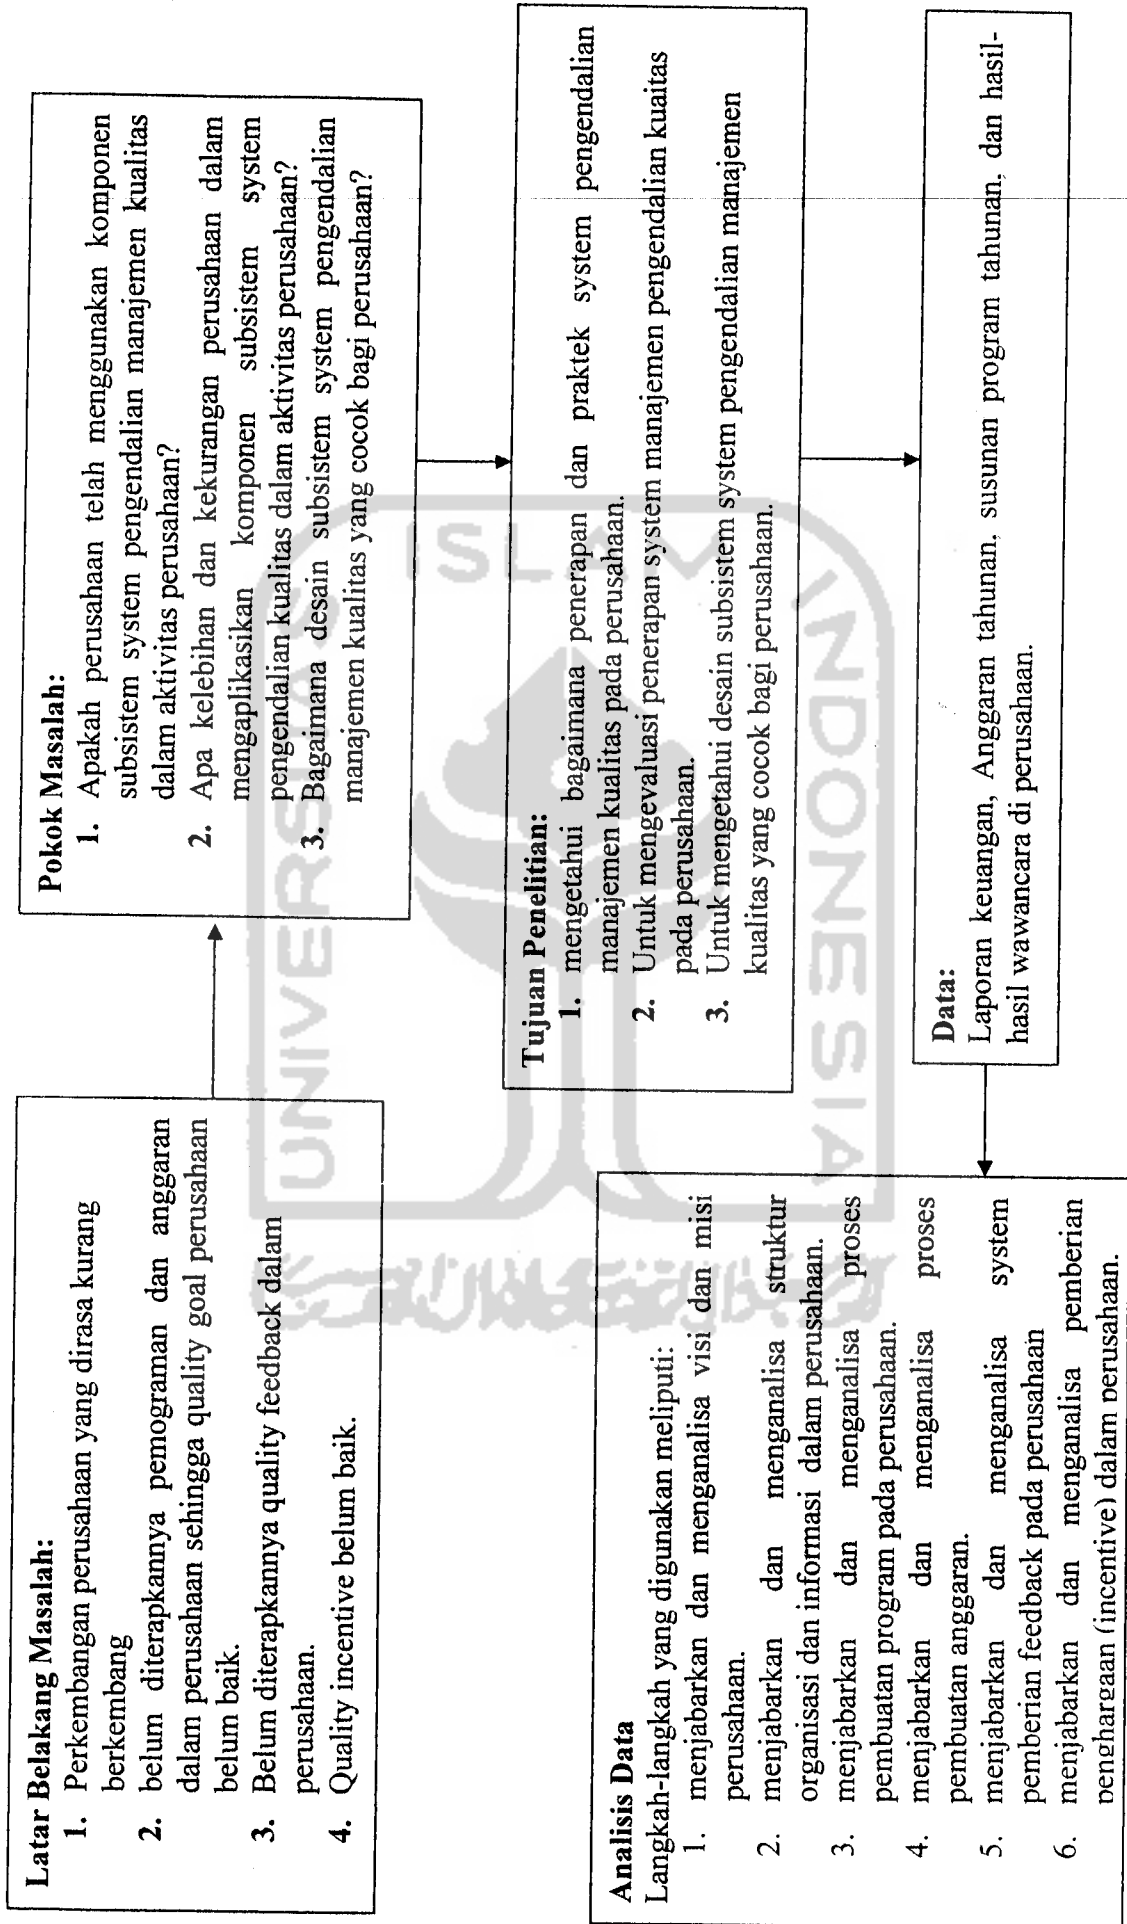 Latar Belakang Masalah:
1. Perkembangan perusahaan yang dirasa kurang
berkembang
2. belum diterapkannya pemograman dan anggaran
dalam perusahaan sehingga quality goal perusahaan
belum baik.
3. Belum diterapkannya quality feedback dalam
perusahaan.
4. Quality incentive belum baik.
Pokok Masalah:
1. Apakah perusahaan telah menggunakan komponen
subsistem system pengendalian manajemen kualitas
dalam aktivitas perusahaan?
2. Apa kelebihan dan kekurangan perusahaan dalam
mengaplikasikan komponen subsistem system
pengendalian kualitas dalam aktivitas perusahaan?
3. Bagaimana desain subsistem system pengendalian
manajemen kualitas yang cocok bagi perusahaan?
Tujuan Penelitian:
1. mengetahui bagaimana penerapan dan praktek system pengendalian
manajemen kualitas pada perusahaan.
2. Untuk mengevaluasi penerapan system manajemen pengendalian kuaitas
pada perusahaan.
3. Untuk mengetahui desain subsistem system pengendalian manajemen
kualitas yang cocok bagi perusahaan.
Data:
Laporan keuangan, Anggaran tahunan, susunan program tahunan, dan hasil-
hasil wawancara di perusahaan.
Analisis Data
Langkah-langkah yang digunakan meliputi:
1. menjabarkan dan menganalisa visi dan misi
perusahaan.
2. menjabarkan dan menganalisa struktur
organisasi dan informasi dalam perusahaan.
3. menjabarkan dan menganalisa proses
pembuatan program pada perusahaan.
4. menjabarkan dan menganalisa proses
pembuatan anggaran.
5. menjabarkan dan menganalisa system
pemberian feedback pada perusahaan
6. menjabarkan dan menganalisa pemberian
penghargaan (incentive) dalam perusahaan.
UNIVERSITAS
ISLAM
INDONESIA